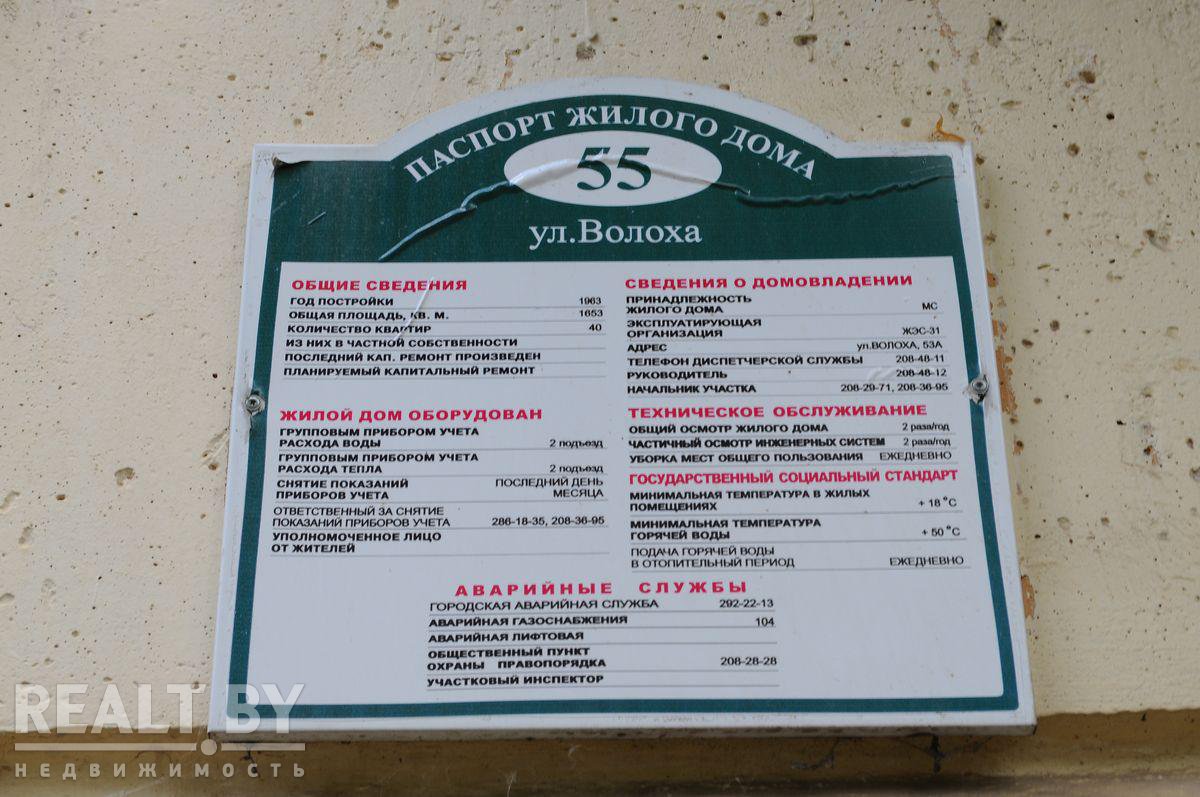 ПАСПОРТ ЖИЛОГО ДОМА
55
ул.Волоха
ОБЩИЕ СВЕДЕНИЯ
ГОД ПОСТРОЙКИ 1963
ОБЩАЯ ПЛОЩАДЬ, КВ. М. 1653
КОЛИЧЕСТВО КВАРТИР 40
ИЗ НИХ В ЧАСТНОЙ СОБСТВЕННОСТИ
ПОСЛЕДНИЙ КАП. РЕМОНТ ПРОИЗВЕДЕН
ПЛАНИРУЕМЫЙ КАПИТАЛЬНЫЙ РЕМОНТ
ЖИЛОЙ ДОМ ОБОРУДОВАН
ГРУППОВЫМ ПРИБОРОМ УЧЕТА
РАСХОДА ВОДЫ 2 подъезд
ГРУППОВЫМ ПРИБОРОМ УЧЕТА
РАСХОДА ТЕПЛА 2 подъезд
СНЯТИЕ ПОКАЗАНИЙ ПОСЛЕДНИЙ ДЕНЬ
ПРИБОРОВ УЧЕТА МЕСЯЦА
ОТВЕТСТВЕННЫЙ ЗА СНЯТИЕ
ПОКАЗАНИЙ ПРИБОРОВ УЧЕТА 286-18-35, 208-36-95
УПОЛНОМОЧЕННОЕ ЛИЦО
ОТ ЖИТЕЛЕЙ
СВЕДЕНИЯ О ДОМОВЛАДЕНИИ
ПРИНАДЛЕЖНОСТЬ
ЖИЛОГО ДОМА МС
ЭКСПЛУАТИРУЮЩАЯ
ОРГАНИЗАЦИЯ ЖЭС-31
АДРЕС ул.ВОЛОХА, 53А
ТЕЛЕФОН ДИСПЕТЧЕРСКОЙ СЛУЖБЫ 208-48-11
РУКОВОДИТЕЛЬ 208-48-12
НАЧАЛЬНИК УЧАСТКА 208-29-71, 208-36-95
ТЕХНИЧЕСКОЕ ОБСЛУЖИВАНИЕ
ОБЩИЙ ОСМОТР ЖИЛОГО ДОМА 2 раза/год
ЧАСТИЧНЫЙ ОСМОТР ИНЖЕНЕРНЫХ СИСТЕМ 2 раза/год
УБОРКА МЕСТ ОБЩЕГО ПОЛЬЗОВАНИЯ ЕЖЕДНЕВНО
ГОСУДАРСТВЕННЫЙ СОЦИАЛЬНЫЙ СТАНДАРТ
МИНИМАЛЬНАЯ ТЕМПЕРАТУРА В ЖИЛЫХ
ПОМЕЩЕНИЯХ + 18 °С
МИНИМАЛЬНАЯ ТЕМПЕРАТУРА
ГОРЯЧЕЙ ВОДЫ + 50 °С
ПОДАЧА ГОРЯЧЕЙ ВОДЫ
В ОТОПИТЕЛЬНЫЙ ПЕРИОД ЕЖЕДНЕВНО
АВАРИЙНЫЕ СЛУЖБЫ
ГОРОДСКАЯ АВАРИЙНАЯ СЛУЖБА 292-22-13
АВАРИЙНАЯ ГАЗОСНАБЖЕНИЯ 104
АВАРИЙНАЯ ЛИФТОВАЯ
ОБЩЕСТВЕННЫЙ ПУНКТ
ОХРАНЫ ПРАВОПОРЯДКА 208-28-28
УЧАСТКОВЫЙ ИНСПЕКТОР
REALT.BY
НЕДВИЖИМОСТЬ